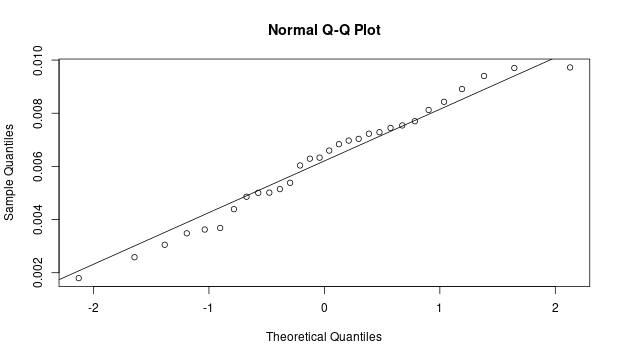 Normal Q-Q Plot
0.010
0.008
0.006
0.004
0.002
Sample Quantiles
-2 -1 0 1 2
Theoretical Quantiles